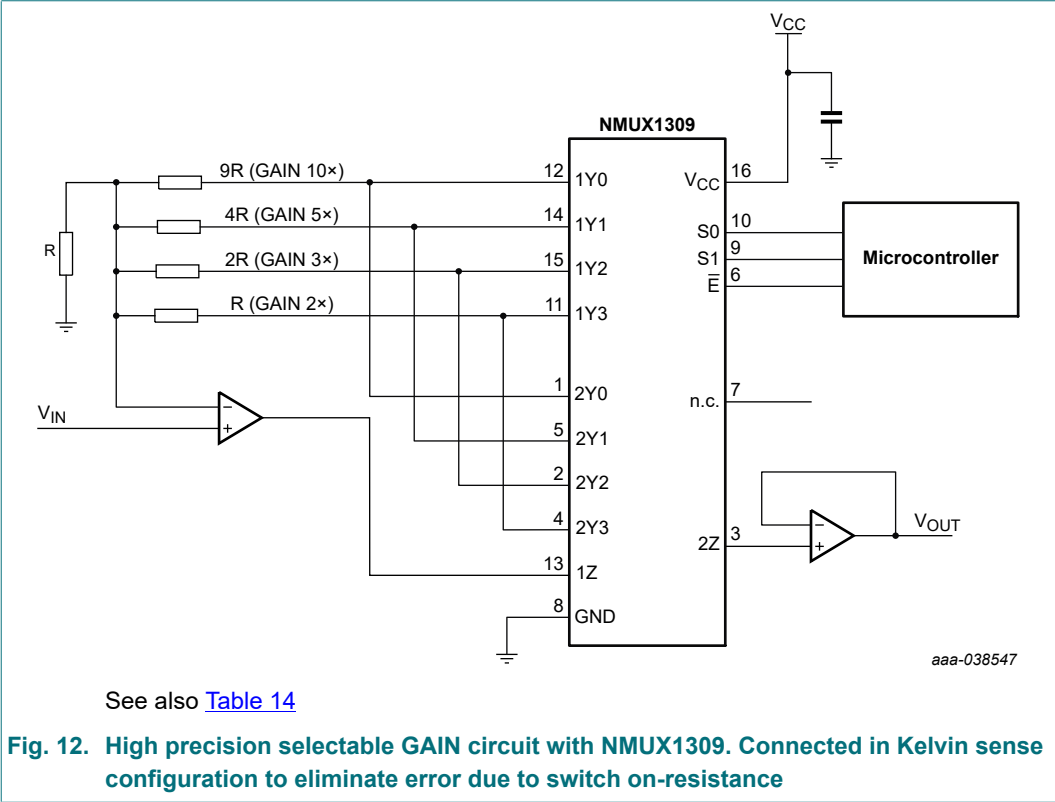 VCC
NMUX1309
9R (GAIN 10×)
12
1Y0
VCC
16
4R (GAIN 5×)
14
1Y1
S0
10
R
2R (GAIN 3×)
15
1Y2
S1
9
Microcontroller
E̅
6
R (GAIN 2×)
11
1Y3
1
2Y0
n.c.
7
VIN
−
+
5
2Y1
2
2Y2
4
2Y3
2Z
3
−
+
VOUT
13
1Z
8
GND
aaa-038547
See also Table 14
Fig. 12. High precision selectable GAIN circuit with NMUX1309. Connected in Kelvin sense
configuration to eliminate error due to switch on-resistance